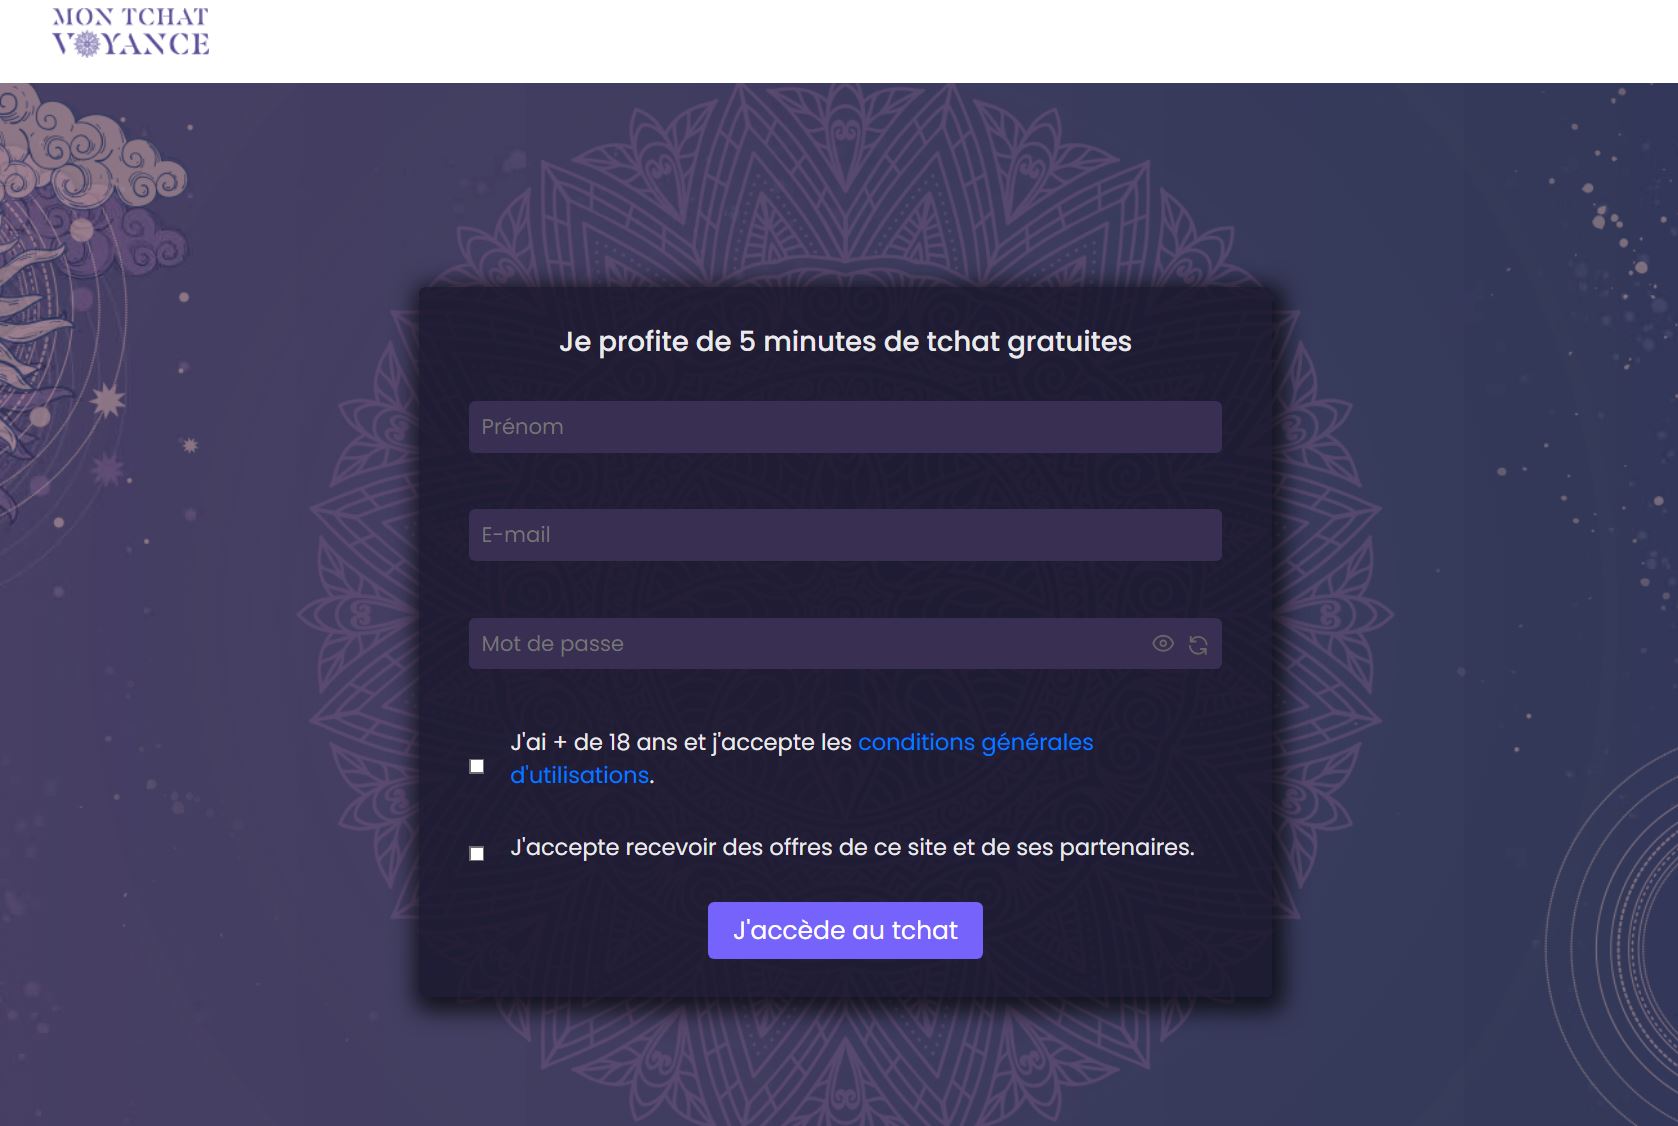 MON TCHAT
VOYANCE
Je profite de 5 minutes de tchat gratuites
Prénom
E-mail
Mot de passe
J'ai + de 18 ans et j'accepte les conditions générales
d'utilisations.
J'accepte recevoir des offres de ce site et de ses partenaires.
J'accède au tchat